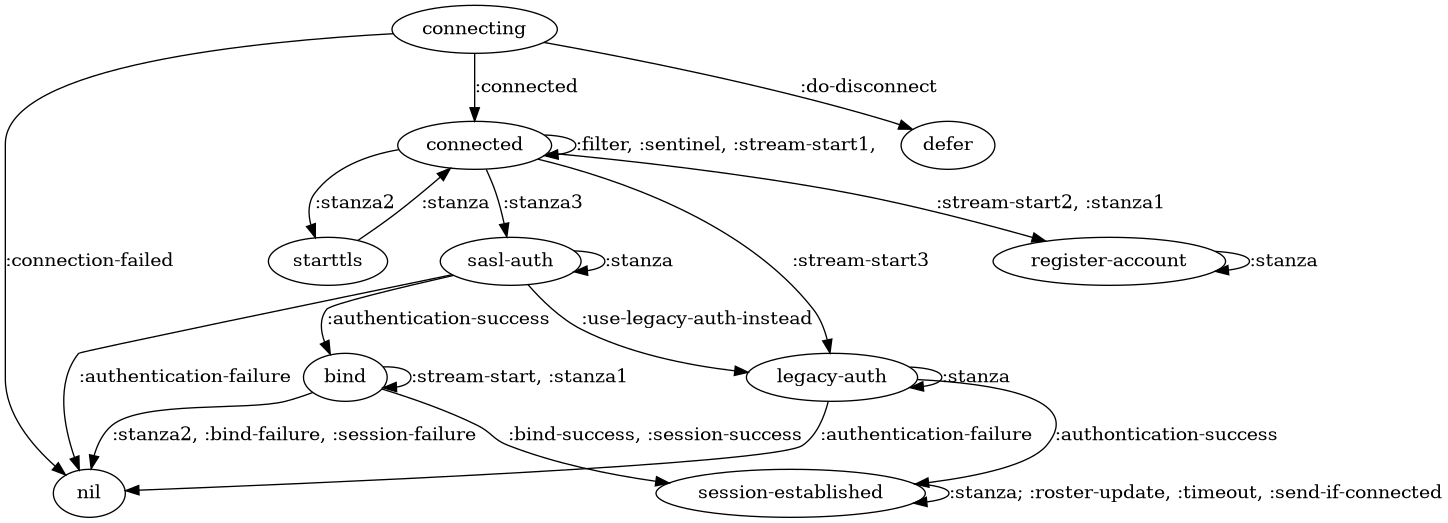 connecting
:connected
:do-disconnect
connected
:filter, :sentinel, :stream-start1,
defer
:stanza2
:stanza
:stanza3
:stream-start2, :stanza1
:connection-failed
starttls
sasl-auth
:stanza
:stream-start3
register-account
:stanza
:authentication-success
:use-legacy-auth-instead
:authentication-failure
bind
:stream-start, :stanza1
legacy-auth
:stanza
:stanza2, :bind-failure, :session-failure
:bind-success, :session-success
:authentication-failure
:authontication-success
nil
session-established
:stanza; :roster-update, :timeout, :send-if-connected